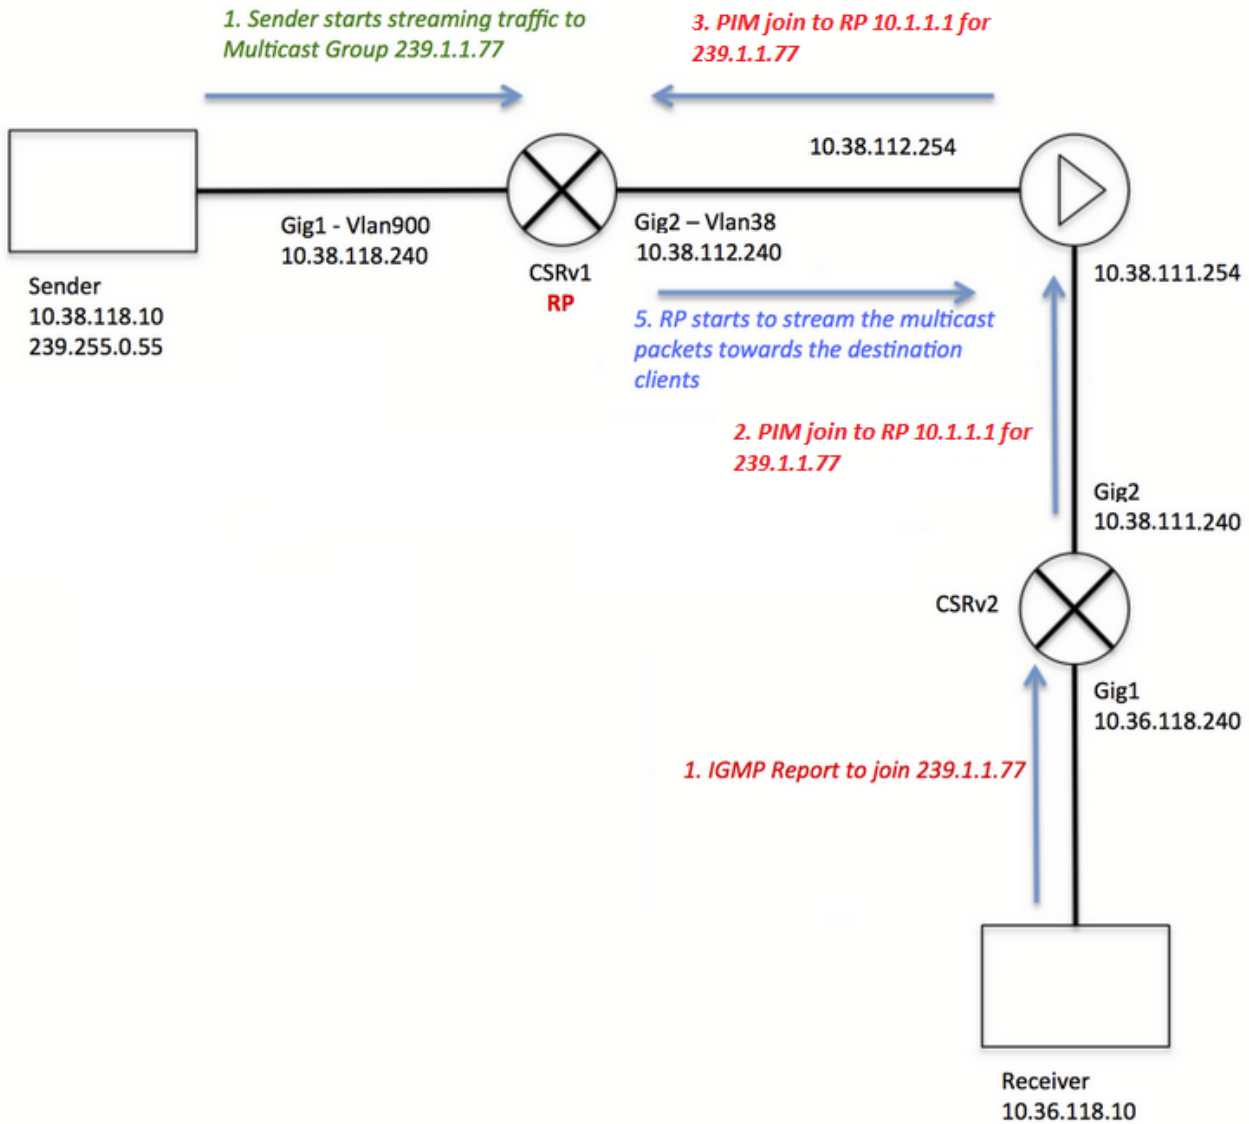 1. Sender starts streaming traffic to
Multicast Group 239.1.1.77
3. PIM join to RP 10.1.1.1 for
239.1.1.77
10.38.112.254
Gig1 - Vlan900
10.38.118.240
Gig2 – Vlan38
10.38.112.240
CSRv1
RP
Sender
10.38.118.10
239.255.0.55
10.38.111.254
5. RP starts to stream the multicast
packets towards the destination
clients
2. PIM join to RP 10.1.1.1 for
239.1.1.77
Gig2
10.38.111.240
CSRv2
Gig1
10.36.118.240
1. IGMP Report to join 239.1.1.77
Receiver
10.36.118.10